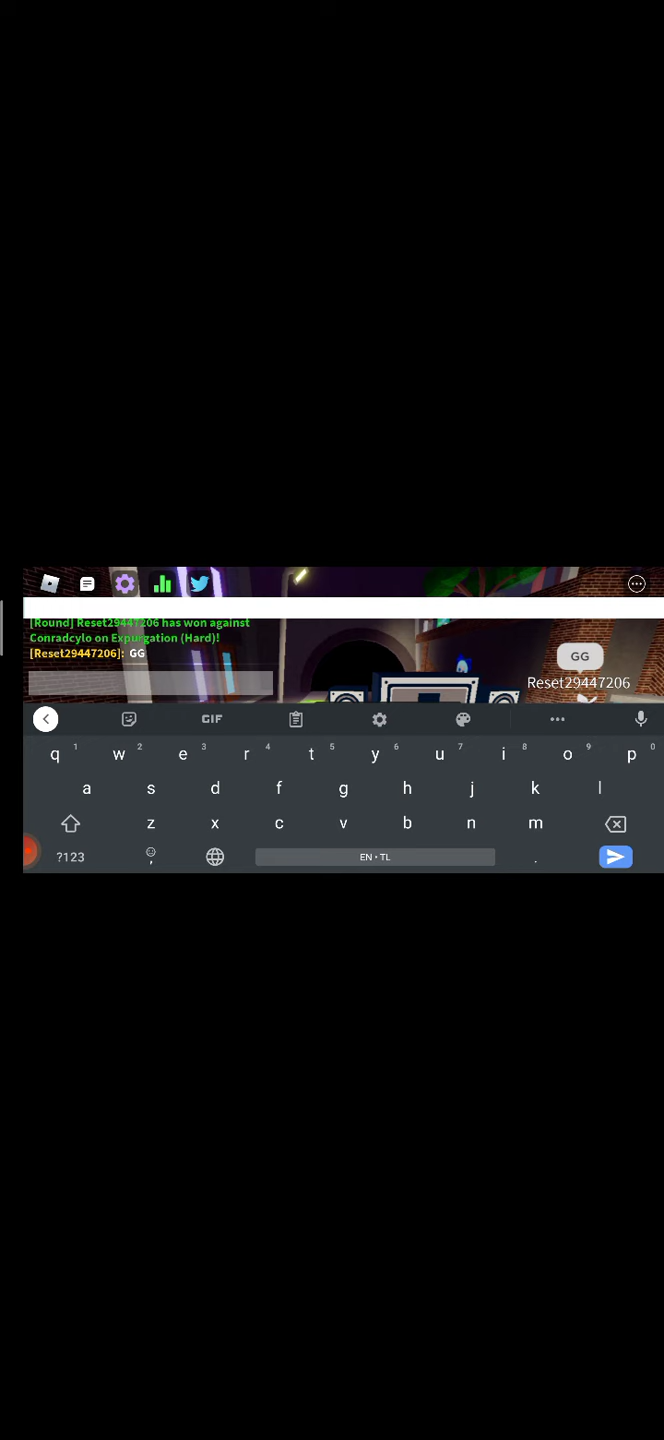 [Round] Reset29447206 has won against
Conradcylo on Expurgation (Hard)!
[Reset29447206]: GG
GG
Reset29447206
GIF
q 1 w 2 e 3 r 4 t 5 y 6 u 7 i 8 o 9 p 0
a s d f g h j k l
z x c v b n m
?123 , EN • TL .